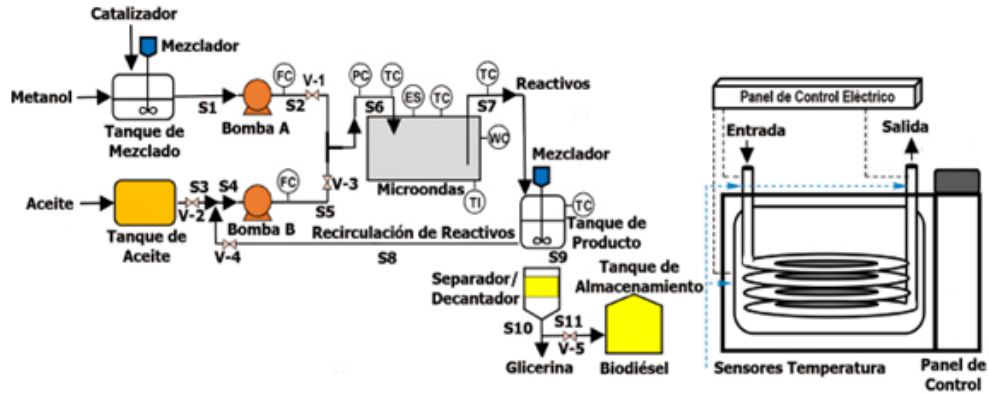 Catalizador
Mezclador
Metanol
S1
FC
S2
V-1
Bomba A
Tanque de
Mezclado
PC
TC
S6
ES
TC
TC
S7
Reactivos
WC
Microondas
TI
Mezclador
TC
Tanque de
Producto
Aceite
S3
V-2
S4
FC
V-3
S5
Bomba B
Tanque de
Aceite
Recirculación de Reactivos
V-4
S8
S9
Separador/
Decantador
Tanque de
Almacenamiento
S10
S11
V-5
Glicerina
Biodiésel
Panel de Control Eléctrico
Entrada
Salida
Sensores Temperatura
Panel de
Control